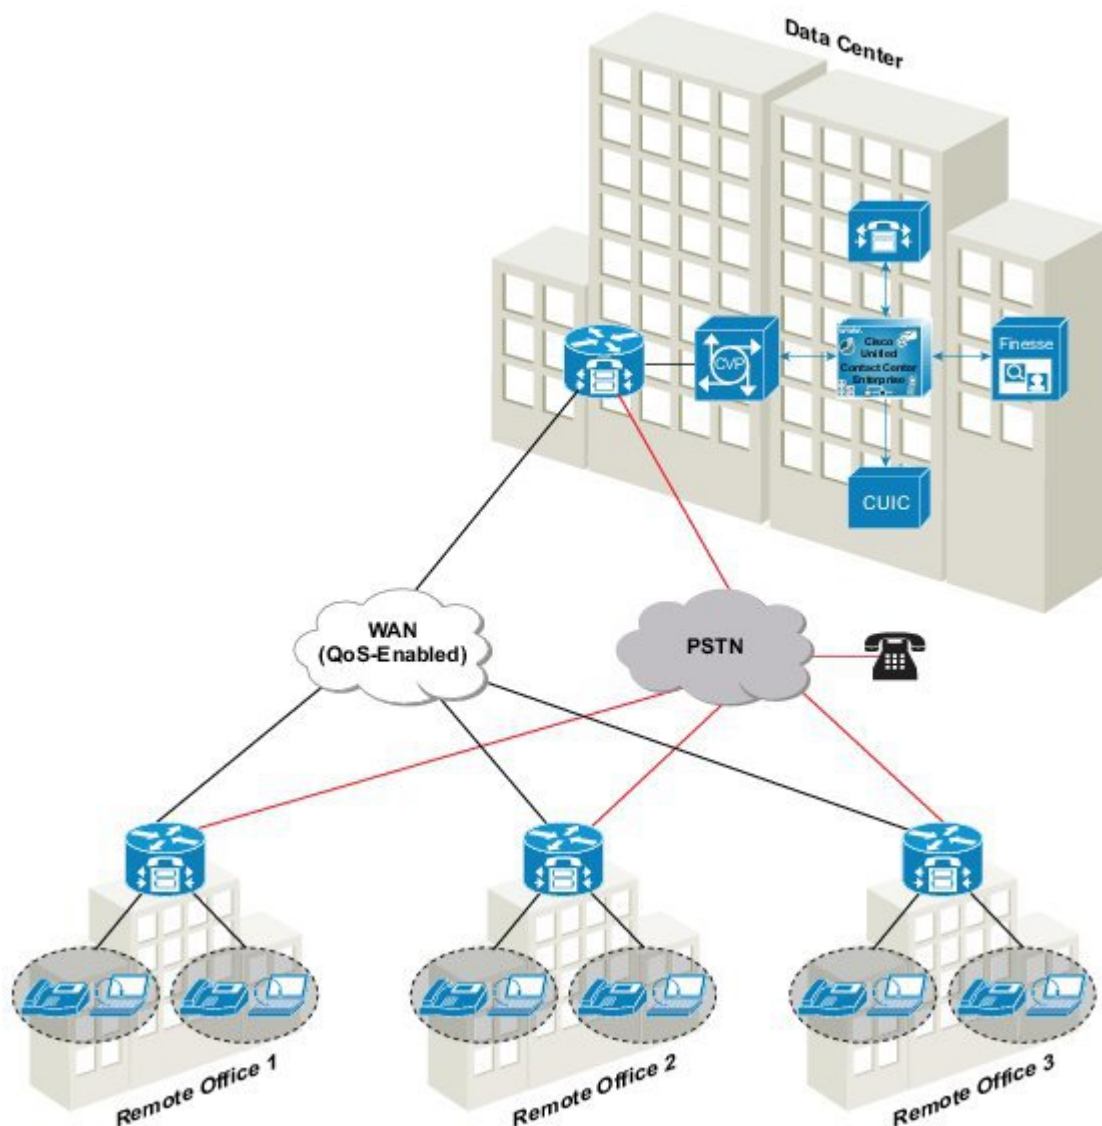 Data Center
Finesse
CVP
Cisco
Unified
Contact Center
Enterprise
CUIC
WAN
(QoS-Enabled)
PSTN
Remote Office 1
Remote Office 2
Remote Office 3